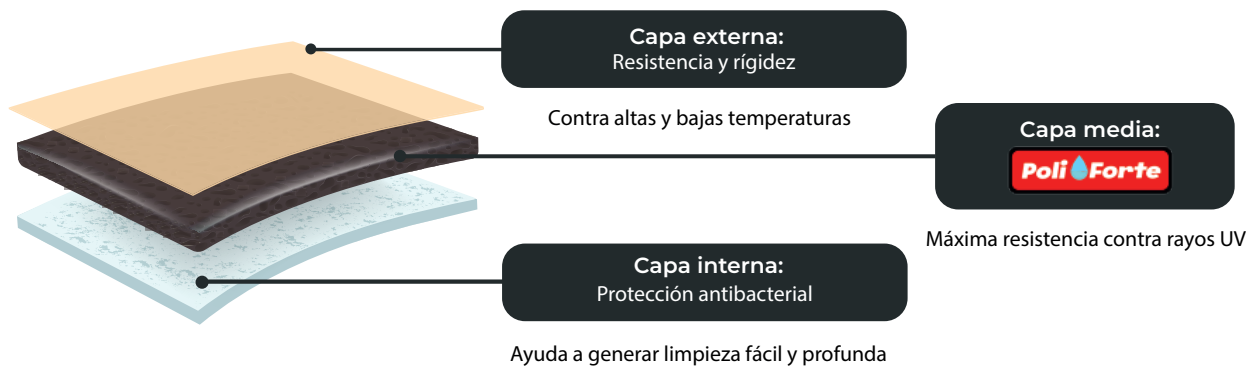 Capa externa:
Resistencia y rígidez
Contra altas y bajas temperaturas
Capa media:
Poli Forte
Máxima resistencia contra rayos UV
Capa interna:
Protección antibacterial
Ayuda a generar limpieza fácil y profunda